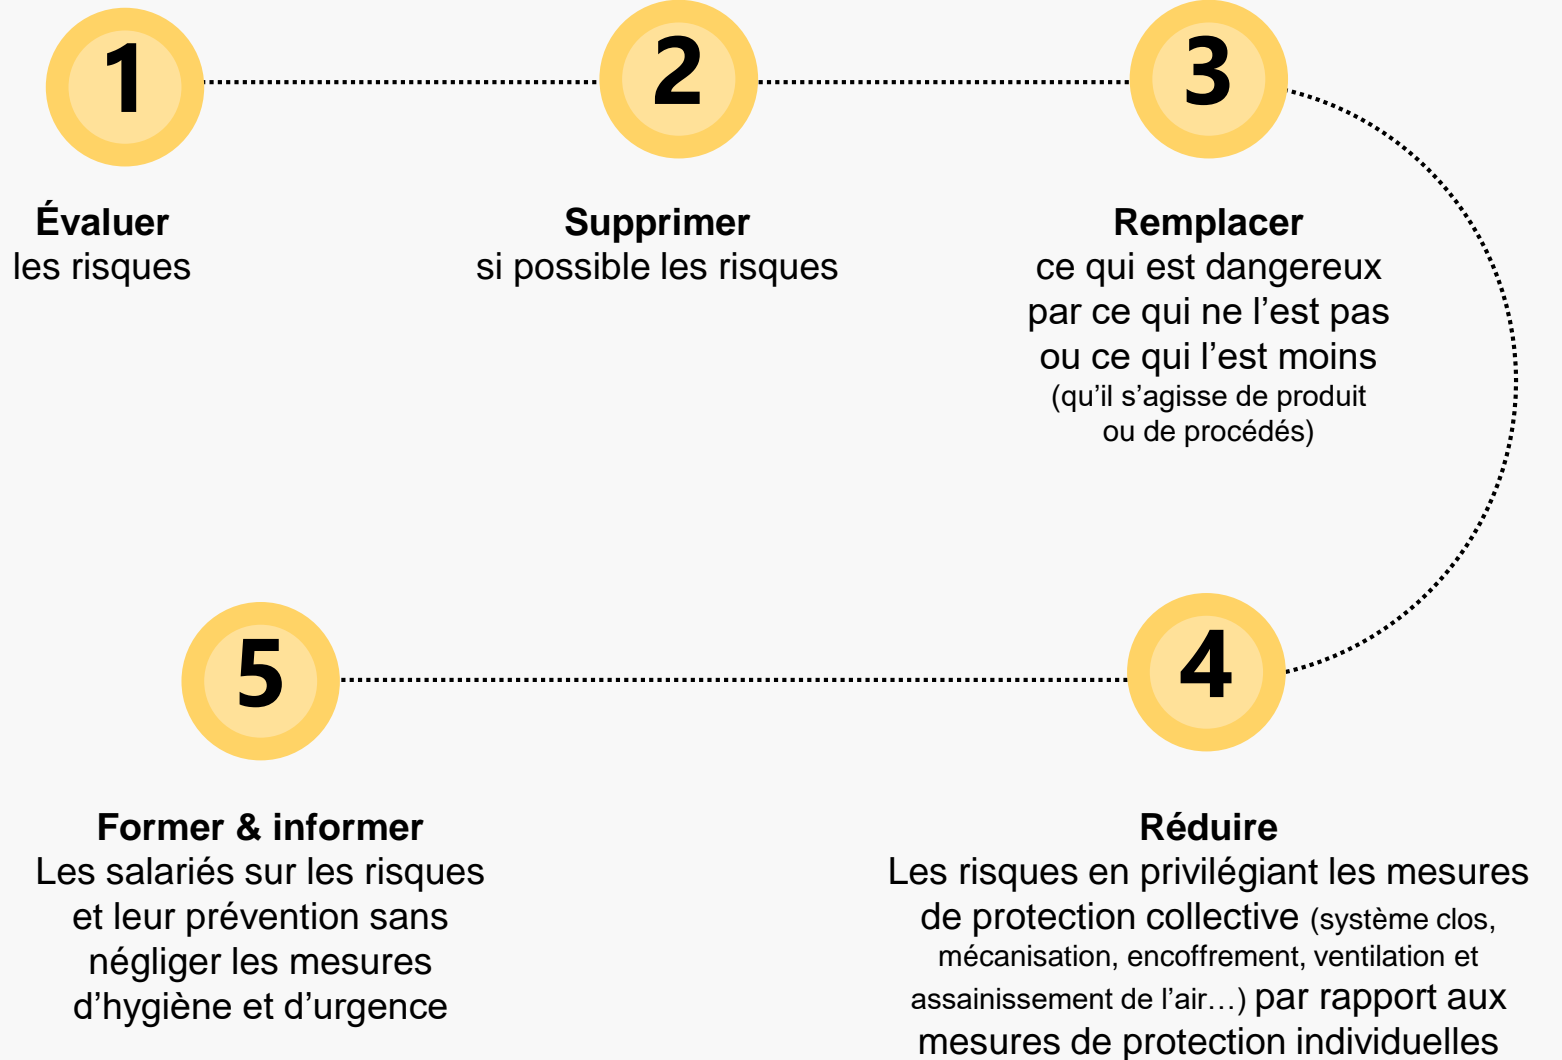 1
Évaluer
les risques
2
Supprimer
si possible les risques
3
Remplacer
ce qui est dangereux
par ce qui ne l’est pas
ou ce qui l’est moins
(qu’il s’agisse de produit
ou de procédés)
4
Réduire
Les risques en privilégiant les mesures
de protection collective (système clos,
mécanisation, encoffrement, ventilation et
assainissement de l’air…) par rapport aux
mesures de protection individuelles
5
Former & informer
Les salariés sur les risques
et leur prévention sans
négliger les mesures
d’hygiène et d’urgence